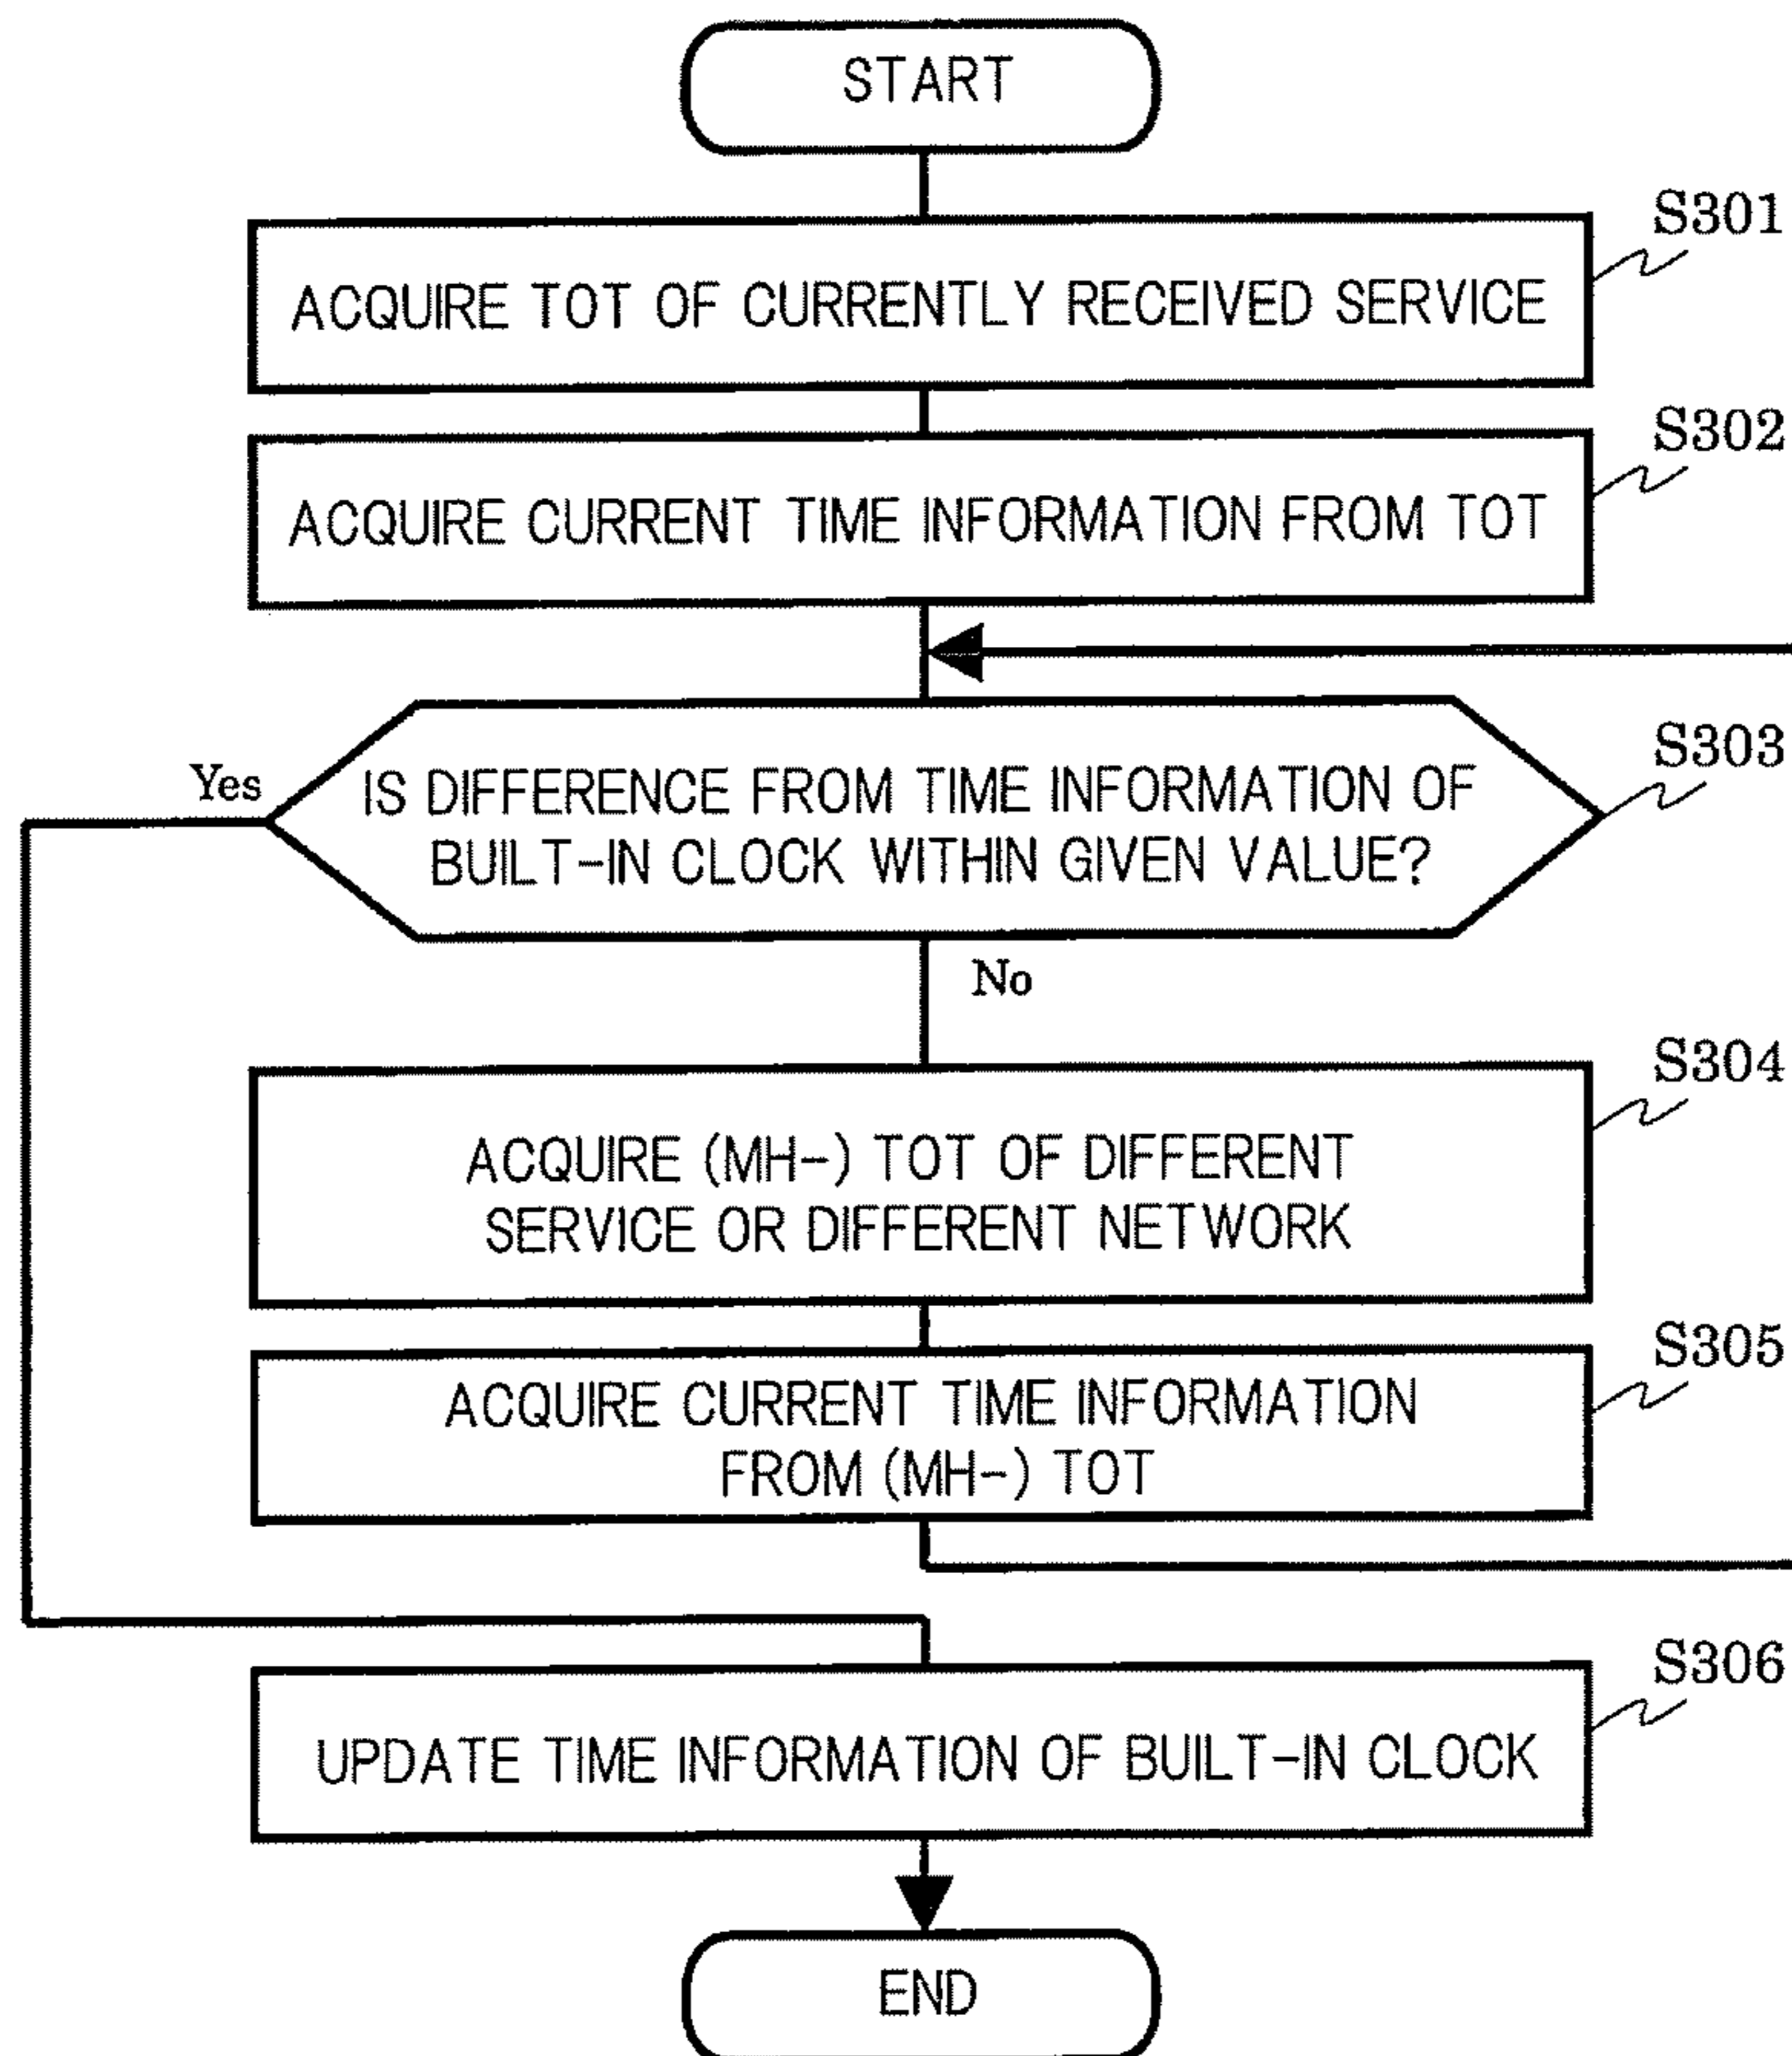 START
S301
ACQUIRE TOT OF CURRENTLY RECEIVED SERVICE
S302
ACQUIRE CURRENT TIME INFORMATION FROM TOT
S303
Yes
IS DIFFERENCE FROM TIME INFORMATION OF
BUILT-IN CLOCK WITHIN GIVEN VALUE?
No
S304
ACQUIRE (MH-) TOT OF DIFFERENT
SERVICE OR DIFFERENT NETWORK
S305
ACQUIRE CURRENT TIME INFORMATION
FROM (MH-) TOT
S306
UPDATE TIME INFORMATION OF BUILT-IN CLOCK
END